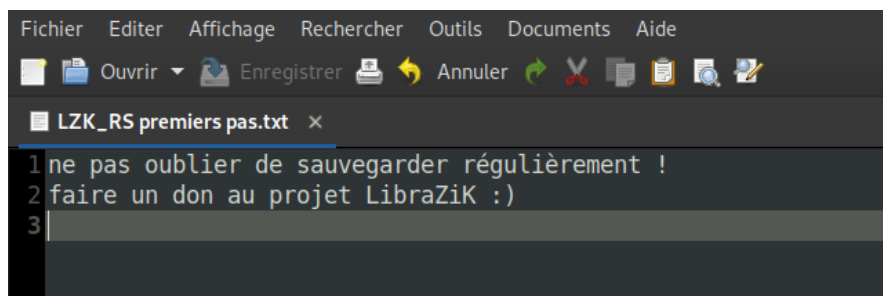 Fichier Editer Affichage Rechercher Outils Documents Aide
Ouvrir Enregistrer Annuler
LZK_RS premiers pas.txt ×
1 ne pas oublier de sauvegarder régulièrement !
2 faire un don au projet LibraZiK :)
3